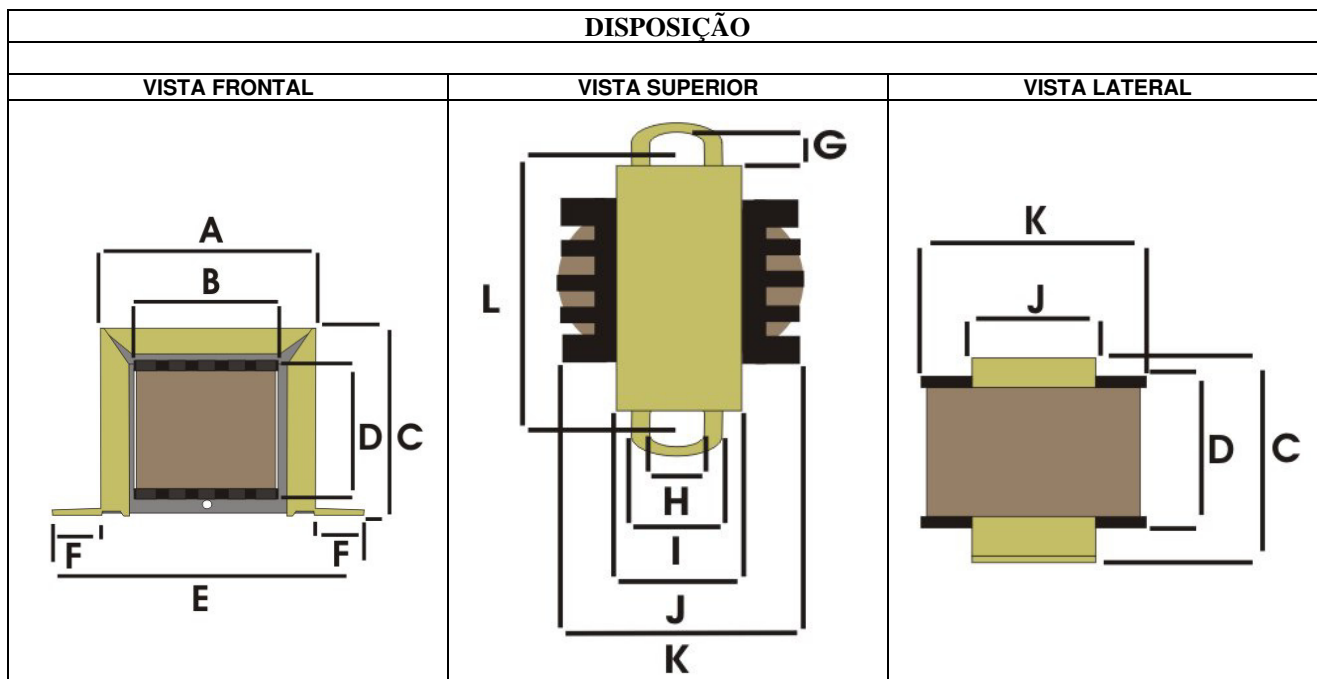 DISPOSIÇÃO
VISTA FRONTAL
VISTA SUPERIOR
VISTA LATERAL
A
B
D
C
F
F
E
G
L
H
I
J
K
K
J
D
C